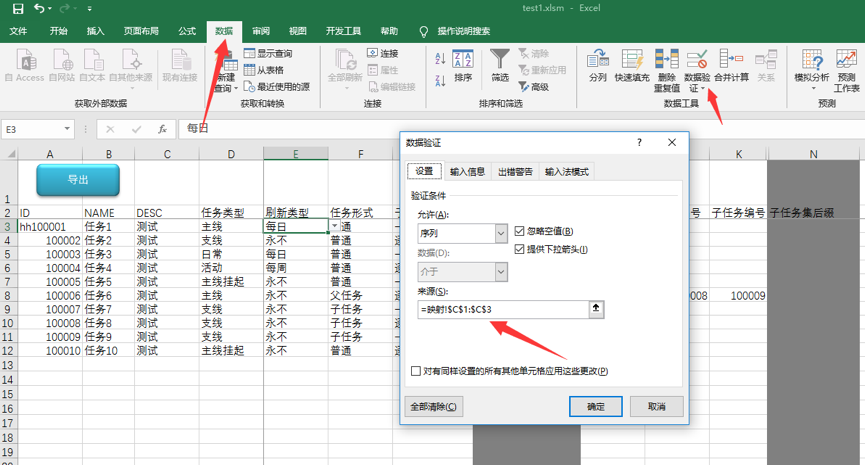 test1.xlsm - Excel
文件 开始 插入 页面布局 公式 数据 审阅 视图 开发工具 帮助 操作说明搜索
自 Access 自网站 自文本 自其他来源 现有连接
获取外部数据
新建查询 显示查询 从表格 最近使用的源
获取和转换
全部刷新 连接 属性 编辑链接
连接
排序 筛选 清除 重新应用 高级
排序和筛选
分列 快速填充 删除重复值 数据验证 合并计算 关系
数据工具
模拟分析 预测工作表
预测
E3 fx 每日
A B C D E F K N
1 导出
2 ID NAME DESC 任务类型 刷新类型 任务形式 号 子任务编号 子任务集后缀
3 hh100001 任务1 测试 主线 每日 通
4 100002 任务2 测试 支线 永不 普通
5 100003 任务3 测试 日常 每日 普通
6 100004 任务4 测试 活动 每周 普通
7 100005 任务5 测试 主线挂起 永不 普通
8 100006 任务6 测试 主线 永不 父任务 008 100009
9 100007 任务7 测试 支线 永不 子任务
10 100008 任务8 测试 支线 永不 子任务
11 100009 任务9 测试 支线 永不 子任务
12 100010 任务10 测试 主线挂起 永不 普通
13
14
15
16
17
18
19
数据验证 ? ×
设置 输入信息 出错警告 输入法模式
验证条件
允许(A):
序列 忽略空值(B)
数据(D): 提供下拉箭头(I)
介于
来源(S):
=映射!$C$1:$C$3
对有同样设置的所有其他单元格应用这些更改(P)
全部清除(C) 确定 取消